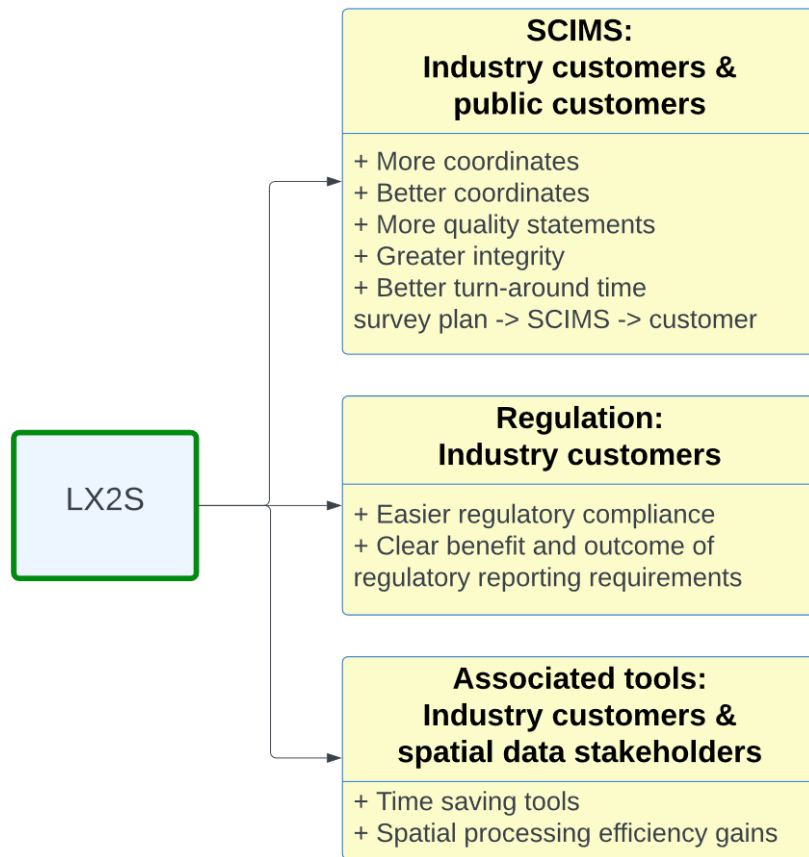 SCIMS:
Industry customers &
public customers
+ More coordinates
+ Better coordinates
+ More quality statements
+ Greater integrity
+ Better turn-around time
survey plan -> SCIMS -> customer
LX2S
Regulation:
Industry customers
+ Easier regulatory compliance
+ Clear benefit and outcome of
regulatory reporting requirements
Associated tools:
Industry customers &
spatial data stakeholders
+ Time saving tools
+ Spatial processing efficiency gains